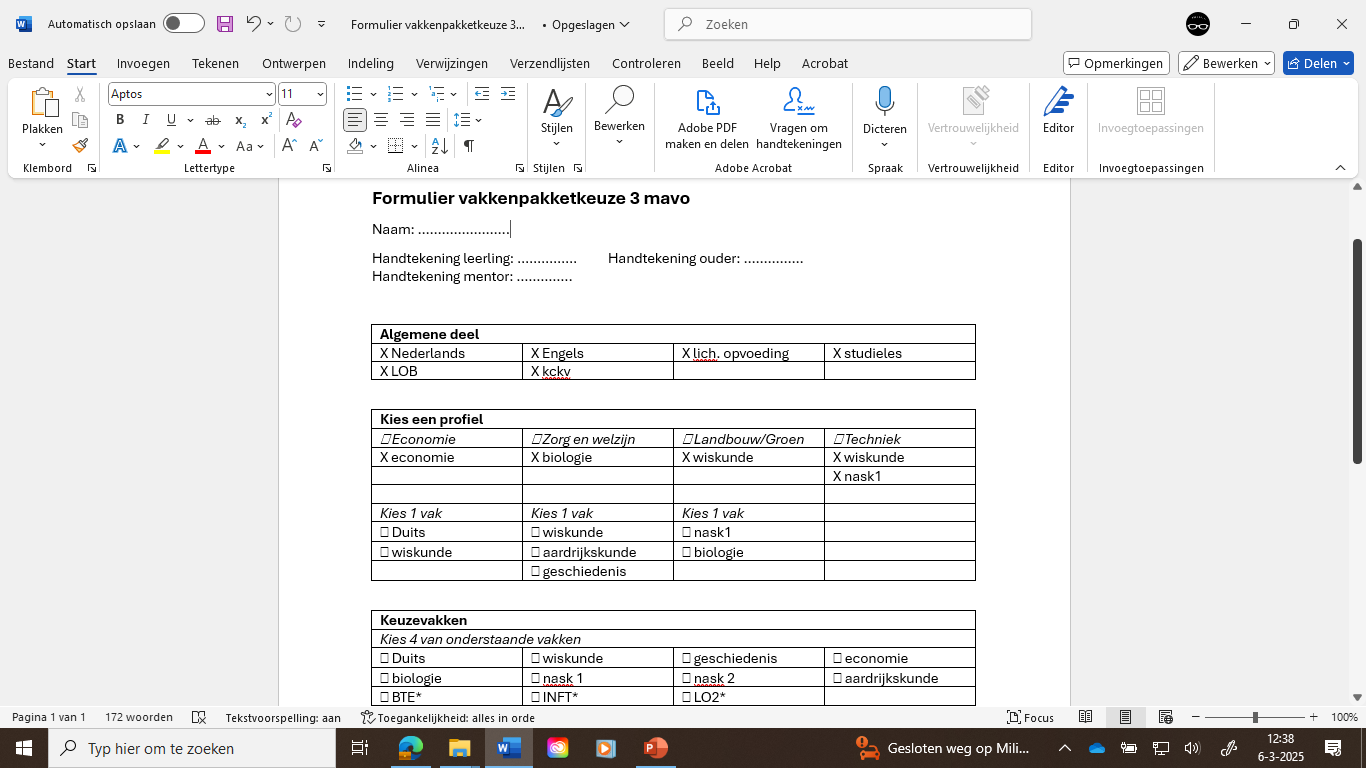 Automatisch opslaan
Formulier vakkenpakketkeuze 3... • Opgeslagen
Zoeken
Bestand Start Invoegen Tekenen Ontwerpen Indeling Verwijzingen Verzendlijsten Controleren Beeld Help Acrobat
Opmerkingen Bewerken Delen
Aptos 11
Plakken
B I U ab x₂ x² A
A A Aa A A
Stijlen
Bewerken
Adobe PDF maken en delen
Vragen om handtekeningen
Dicteren
Vertrouwelijkheid
Editor
Invoegtoepassingen
Klembord Lettertype Alinea Stijlen Adobe Acrobat Spraak Vertrouwelijkheid Editor Invoegtoepassingen
Formulier vakkenpakketkeuze 3 mavo
Naam: .......................
Handtekening leerling: ............... Handtekening ouder: ...............
Handtekening mentor: ..............
Algemene deel
X Nederlands X Engels X lich. opvoeding X studieles
X LOB X kckv
Kies een profiel
☐Economie ☐Zorg en welzijn ☐Landbouw/Groen ☐Techniek
X economie X biologie X wiskunde X wiskunde
X nask1
Kies 1 vak Kies 1 vak Kies 1 vak
☐ Duits ☐ wiskunde ☐ nask1
☐ wiskunde ☐ aardrijkskunde ☐ biologie
☐ geschiedenis
Keuzevakken
Kies 4 van onderstaande vakken
☐ Duits ☐ wiskunde ☐ geschiedenis ☐ economie
☐ biologie ☐ nask 1 ☐ nask 2 ☐ aardrijkskunde
☐ BTE* ☐ INFT* ☐ LO2*
Pagina 1 van 1 172 woorden Tekstvoorspelling: aan Toegankelijkheid: alles in orde Focus 100%
Typ hier om te zoeken
Gesloten weg op Mili...
12:38
6-3-2025